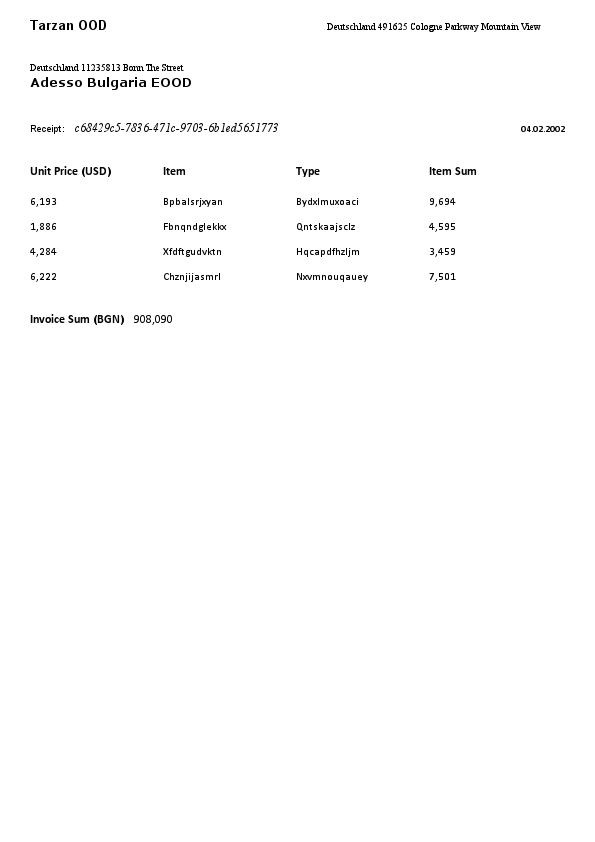 Tarzan OOD Deutschland 491625 Cologne Parkway Mountain View
Deutschland 11235813 Bonn The Street
Adesso Bulgaria EOOD
Receipt: c68429c5-7836-471c-9703-6b1ed5651773 04.02.2002
Unit Price (USD) Item Type Item Sum
6,193 Bpbalsrjxyan Bydxlmuxoaci 9,694
1,886 Fbnqndglekkx Qntskaajsclz 4,595
4,284 Xfdftgudvktn Hqcapdfhzljm 3,459
6,222 Chznjijasmrl Nxvmnouqauey 7,501
Invoice Sum (BGN) 908,090